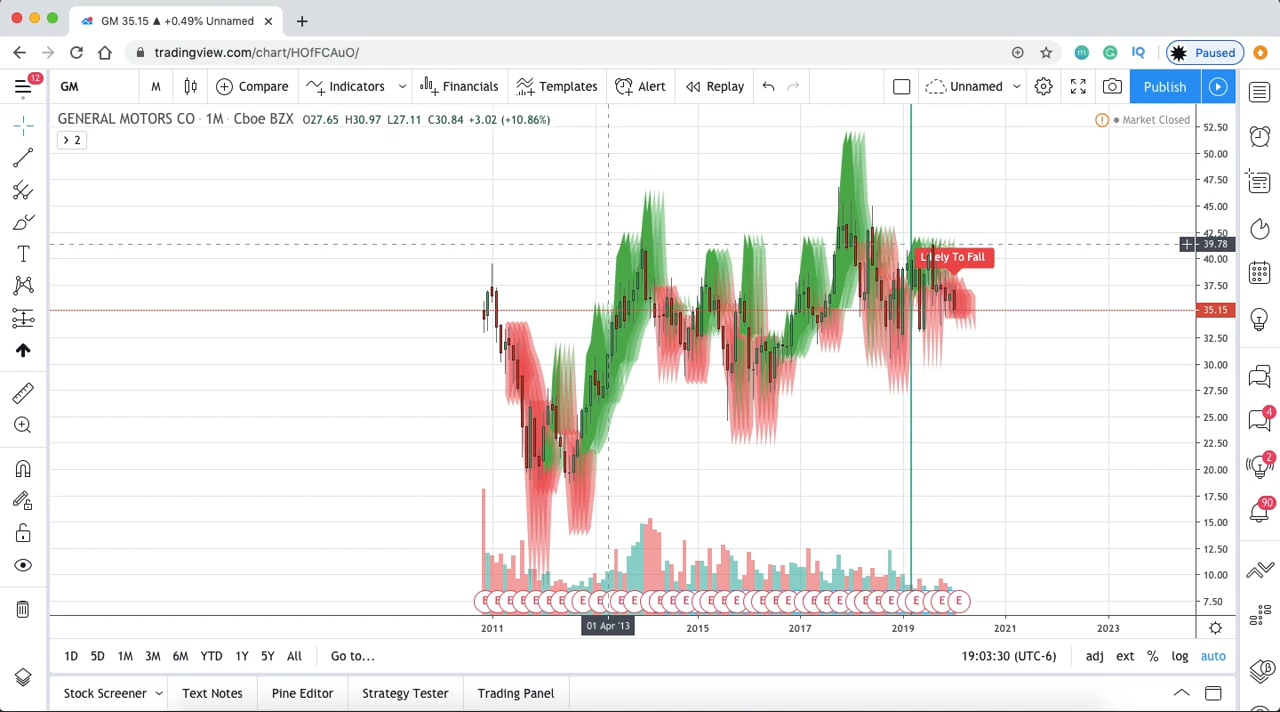 GM 35.15 ▲ +0.49% Unnamed
tradingview.com/chart/HOfFCAuO/
IQ
Paused
12
GM
M
Compare
Indicators
Financials
Templates
Alert
Replay
Unnamed
Publish
GENERAL MOTORS CO · 1M · Cboe BZX O27.65 H30.97 L27.11 C30.84 +3.02 (+10.86%)
Market Closed
2
52.50
50.00
47.50
45.00
42.50
39.78
40.00
Likely To Fall
37.50
35.15
32.50
30.00
27.50
25.00
22.50
20.00
17.50
15.00
12.50
10.00
7.50
4
2
90
E E E E E E E E E E E E E E E E E E E E E E E E E E E E E E E E E E E E E
2011
01 Apr '13
2015
2017
2019
2021
2023
1D 5D 1M 3M 6M YTD 1Y 5Y All Go to...
19:03:30 (UTC-6) adj ext % log auto
Stock Screener Text Notes Pine Editor Strategy Tester Trading Panel